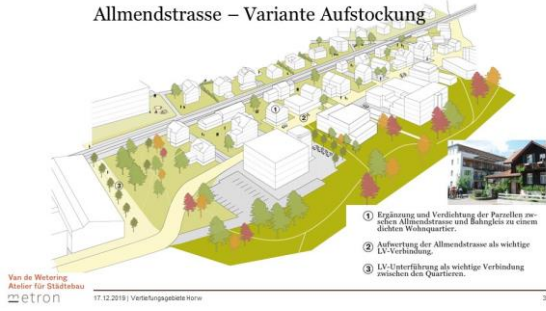 Allmendstrasse – Variante Aufstockung
1
2
3
1 Ergänzung und Verdichtung der Parzellen zwi-
schen Allmendstrasse und Bahngleis zu einem
dichten Wohnquartier.
2 Aufwertung der Allmendstrasse als wichtige
LV-Verbindung.
3 LV-Unterführung als wichtige Verbindung
zwischen den Quartieren.
Van de Wetering
Atelier für Städtebau
metron
17.12.2019 | Vertiefungsgebiete Horw